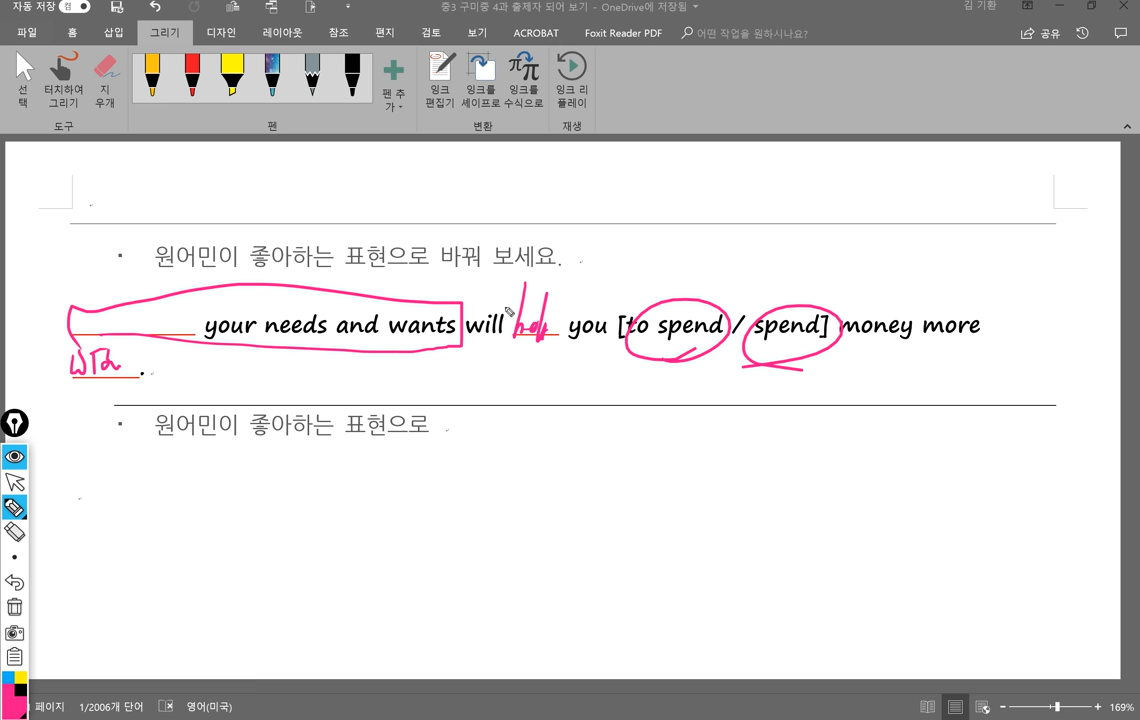 자동 저장 켬
중3 구미중 4과 출제자 되어 보기 - OneDrive에 저장됨
김 기환
파일 홈 삽입 그리기 디자인 레이아웃 참조 편지 검토 보기 ACROBAT Foxit Reader PDF 어떤 작업을 원하시나요? 공유
선택
터치하여 그리기
지우개
펜 추가
잉크 편집기
잉크를 셰이프로
잉크를 수식으로
잉크 리플레이
도구 펜 변환 재생
▪ 원어민이 좋아하는 표현으로 바꿔 보세요.
your needs and wants will help you [to spend / spend] money more
.
▪ 원어민이 좋아하는 표현으로
페이지 1/2006개 단어 영어(미국) 169%